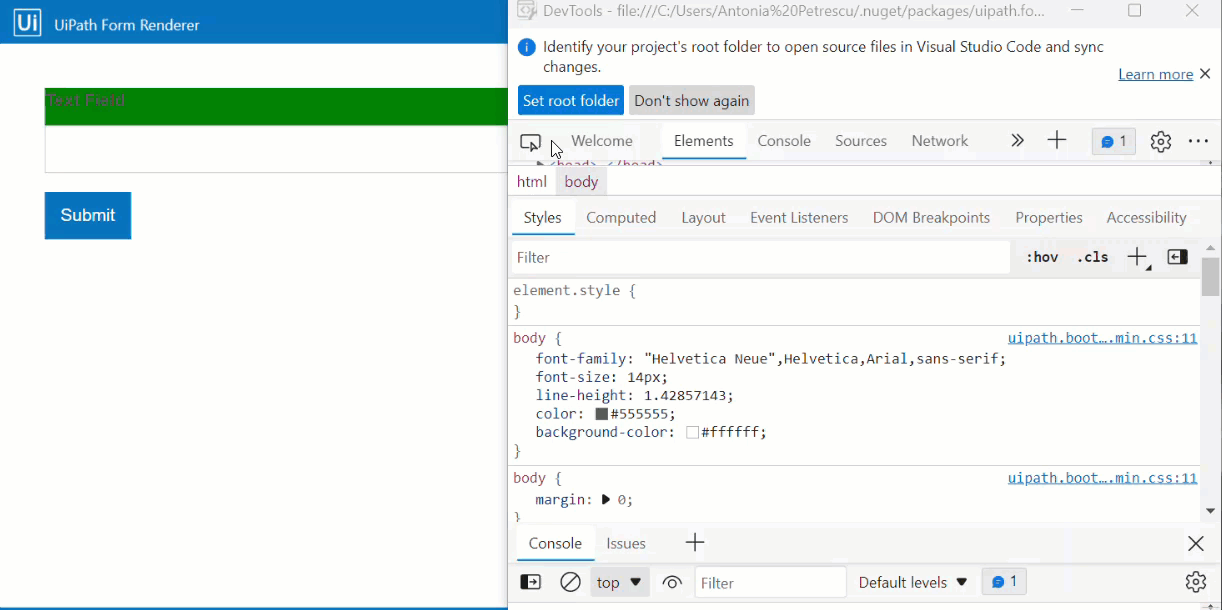 Ui UiPath Form Renderer
Text Field
Submit
DevTools - file:///C:/Users/Antonia%20Petrescu/.nuget/packages/uipath.fo...
Identify your project's root folder to open source files in Visual Studio Code and sync
changes.
Learn more
Set root folder Don't show again
Welcome Elements Console Sources Network 1
<head> </head>
html body
Styles Computed Layout Event Listeners DOM Breakpoints Properties Accessibility
Filter :hov .cls
element.style {
}
body { uipath.boot….min.css:11
font-family: "Helvetica Neue",Helvetica,Arial,sans-serif;
font-size: 14px;
line-height: 1.42857143;
color: #555555;
background-color: #ffffff;
}
body { uipath.boot….min.css:11
margin: 0;
}
Console Issues
top Filter Default levels 1